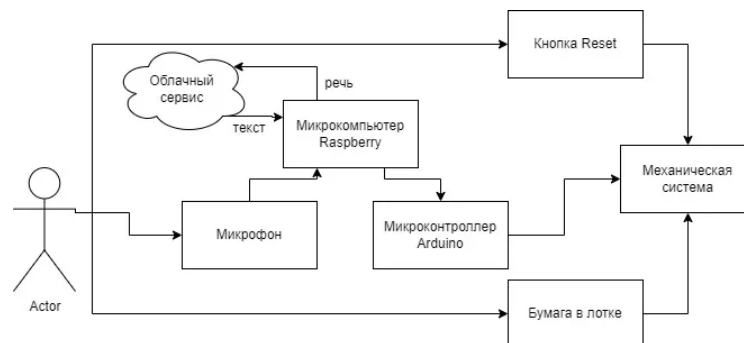 Кнопка Reset
Облачный
сервис
речь
текст
Микрокомпьютер
Raspberry
Механическая
система
Микрофон
Микроконтроллер
Arduino
Actor
Бумага в лотке